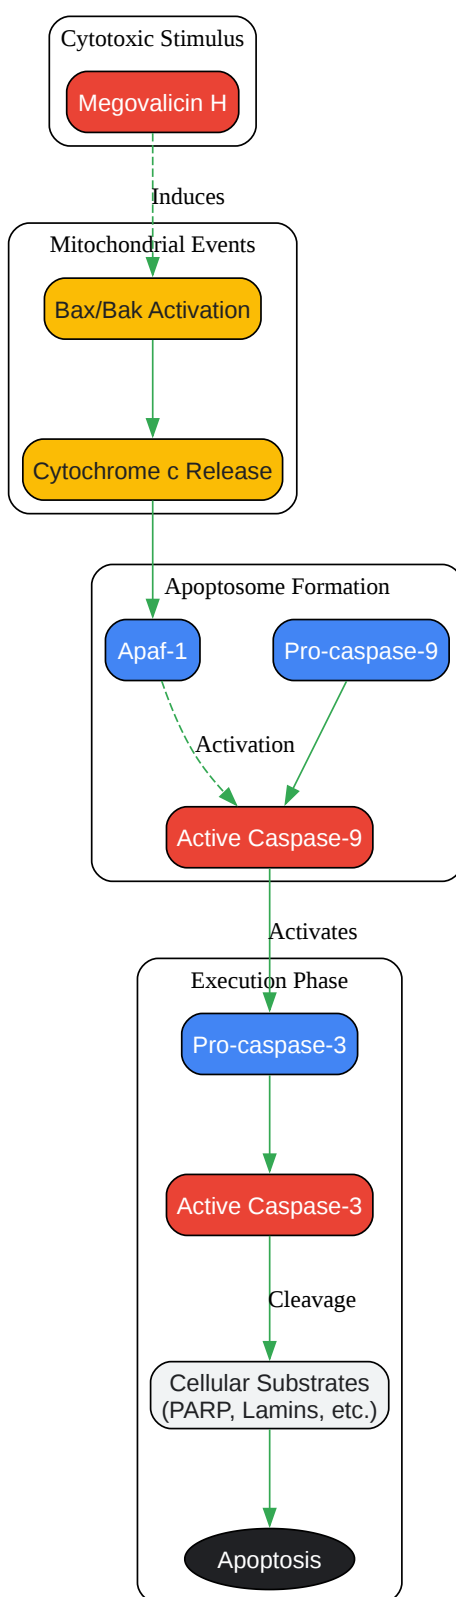 Cytotoxic Stimulus
Megovalicin H
Induces
Mitochondrial Events
Bax/Bak Activation
Cytochrome c Release
Apoptosome Formation
Apaf-1
Pro-caspase-9
Activation
Active Caspase-9
Activates
Execution Phase
Pro-caspase-3
Active Caspase-3
Cleavage
Cellular Substrates
(PARP, Lamins, etc.)
Apoptosis